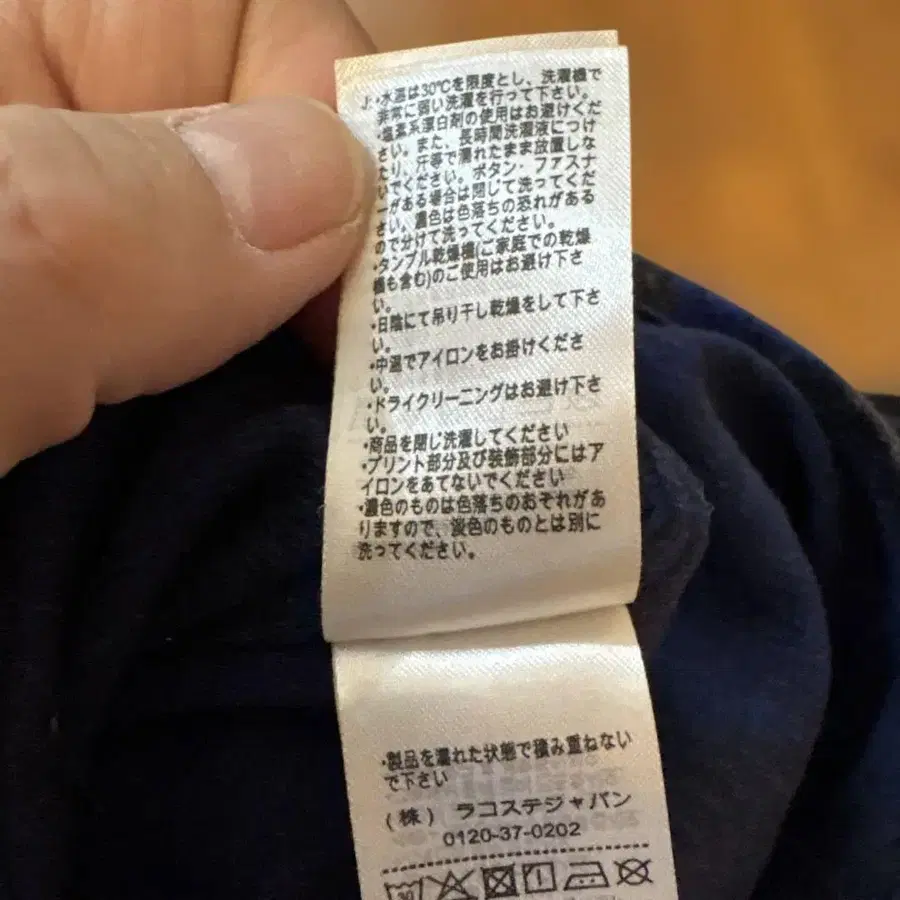 J:・水温は30℃を限度とし、洗濯機で
非常に弱い洗濯を行って下さい。
・塩素系漂白剤の使用はお避けくだ
さい。また、長時間洗濯液につけ
たり、汗等で濡れたまま放置しな
いでください。ボタン・ファスナ
ーがある場合は閉じて洗ってくだ
さい。濃色は色落ちの恐れがある
ので分けて洗ってください。
・タンブル乾燥機(ご家庭での乾燥
機も含む)のご使用はお避け下さ
い。
・日陰にて吊り干し乾燥をして下さ
い。
・中温でアイロンをお掛けくださ
い。
・ドライクリーニングはお避け下さ
い。
・商品を閉じ洗濯してください
・プリント部分及び装飾部分にはア
イロンをあてないでください
・濃色のものは色落ちのおそれがあ
りますので、淡色のものとは別に
洗ってください。
・製品を濡れた状態で積み重ねない
で下さい
(株) ラコステジャパン
0120-37-0202
30